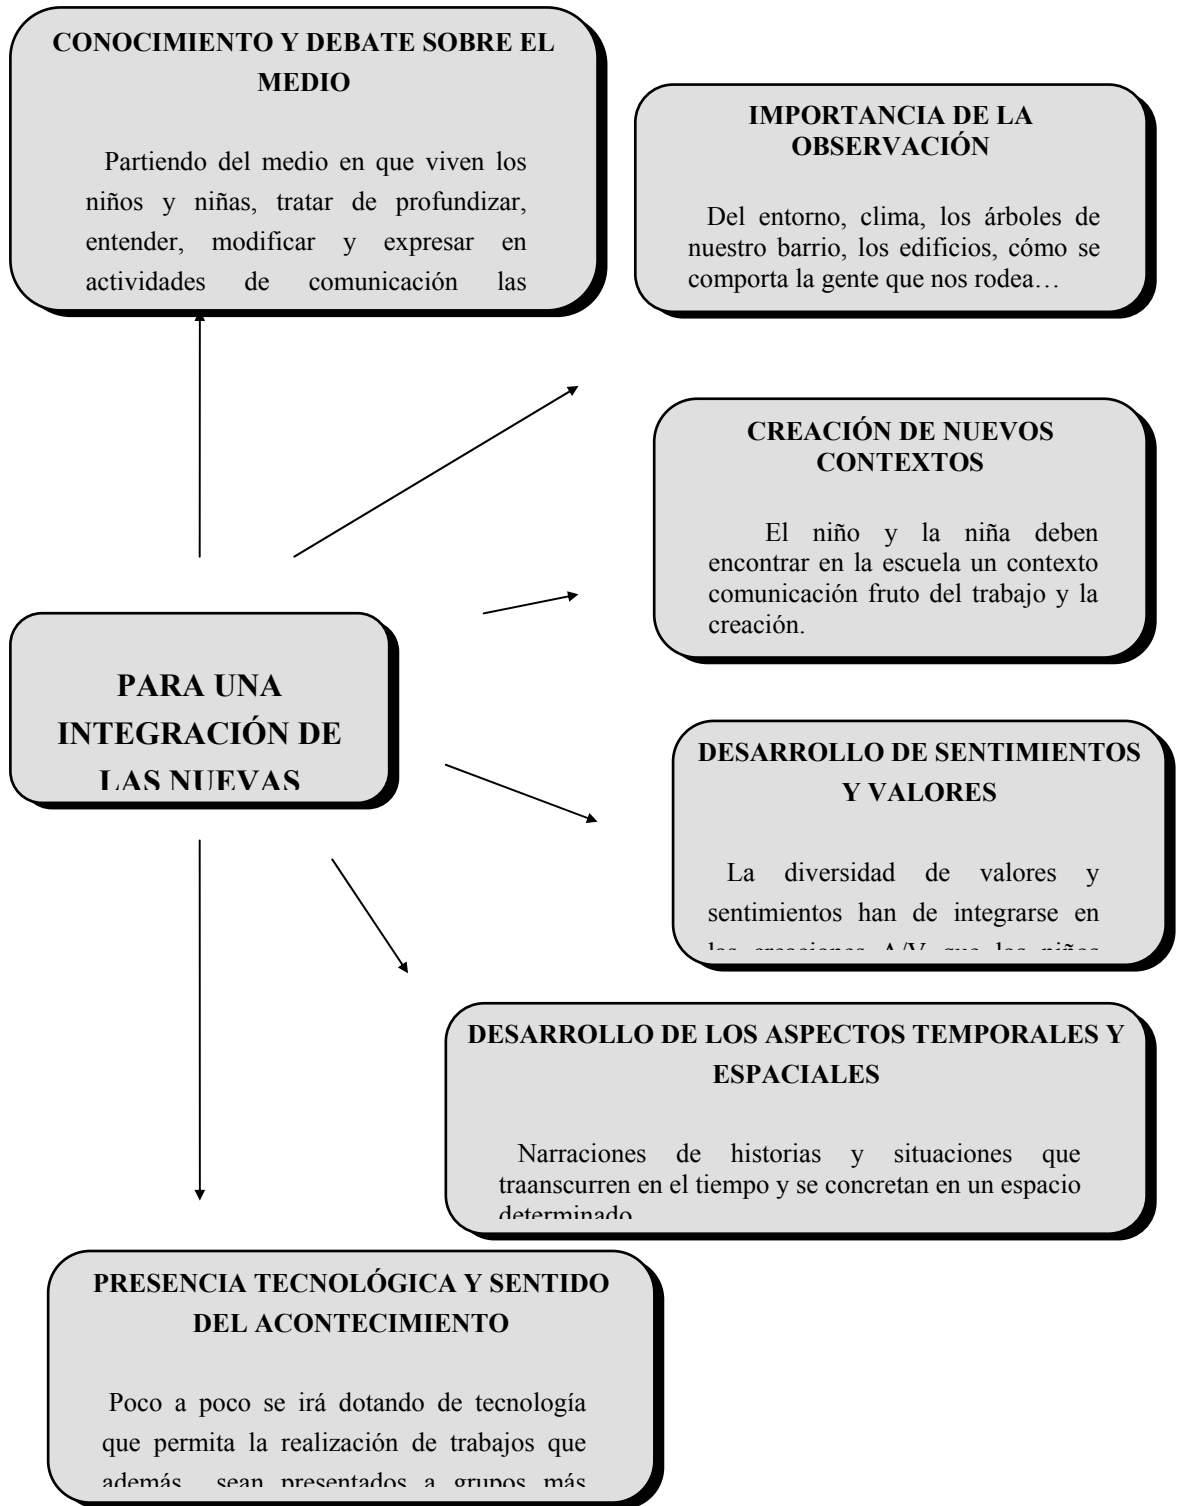 CONOCIMIENTO Y DEBATE SOBRE EL
MEDIO
Partiendo del medio en que viven los
niños y niñas, tratar de profundizar,
entender, modificar y expresar en
actividades de comunicación las
IMPORTANCIA DE LA
OBSERVACIÓN
Del entorno, clima, los árboles de
nuestro barrio, los edificios, cómo se
comporta la gente que nos rodea…
CREACIÓN DE NUEVOS
CONTEXTOS
El niño y la niña deben
encontrar en la escuela un contexto
comunicación fruto del trabajo y la
creación.
PARA UNA
INTEGRACIÓN DE
LAS NUEVAS
DESARROLLO DE SENTIMIENTOS
Y VALORES
La diversidad de valores y
sentimientos han de integrarse en
las creaciones A/V que los niños
DESARROLLO DE LOS ASPECTOS TEMPORALES Y
ESPACIALES
Narraciones de historias y situaciones que
traanscurren en el tiempo y se concretan en un espacio
determinado
PRESENCIA TECNOLÓGICA Y SENTIDO
DEL ACONTECIMIENTO
Poco a poco se irá dotando de tecnología
que permita la realización de trabajos que
además sean presentados a grupos más